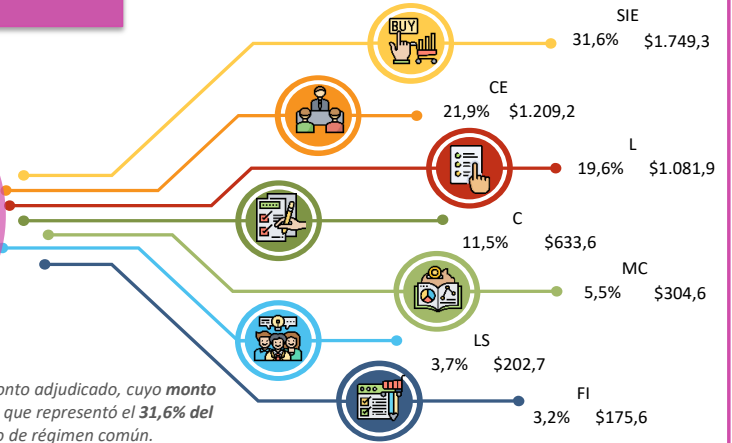 BUY
SIE
31,6% $1.749,3
CE
21,9% $1.209,2
L
19,6% $1.081,9
C
11,5% $633,6
MC
5,5% $304,6
LS
3,7% $202,7
FI
3,2% $175,6
onto adjudicado, cuyo monto
que representó el 31,6% del
o de régimen común.